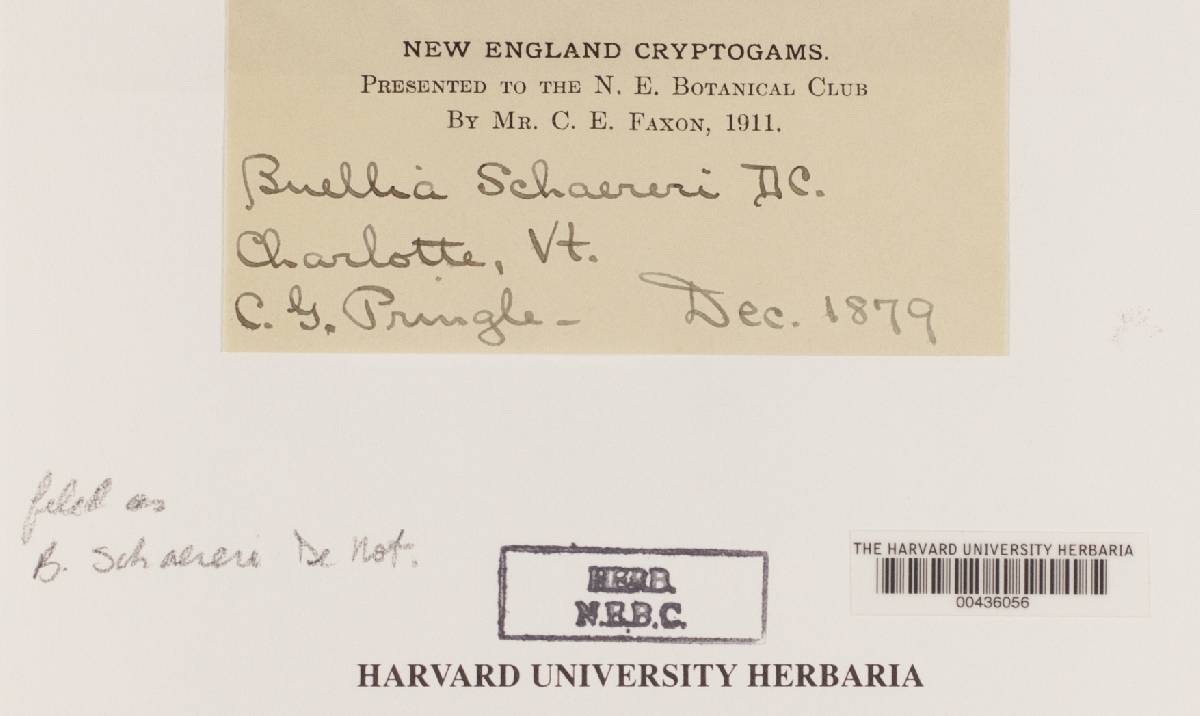 NEW ENGLAND CRYPTOGAMS.
PRESENTED TO THE N. E. BOTANICAL CLUB
BY MR. C. E. FAXON, 1911.
Buellia Schaereri DC.
Charlotte, Vt.
C. G. Pringle - Dec. 1879
filed as
B. Schaereri De Not.
HERB.
N.E.B.C.
THE HARVARD UNIVERSITY HERBARIA
00436056
HARVARD UNIVERSITY HERBARIA